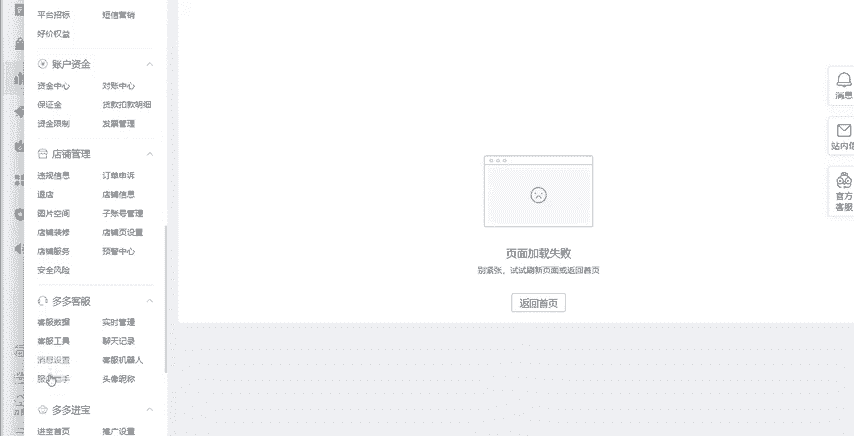 平台招标 短信营销
好价权益
账户资金
资金中心 对账中心
保证金 货款扣款明细
资金限制 发票管理
店铺管理
违规信息 订单申诉
退店 店铺信息
图片空间 子账号管理
店铺装修 店铺页设置
店铺服务 预警中心
安全风险
多多客服
客服数据 实时管理
客服工具 聊天记录
消息设置 客服机器人
头像昵称
多多进宝
进宝首页 推广设置
页面加载失败
别紧张，试试刷新页面或返回首页
返回首页
消息
站内信
官方
客服